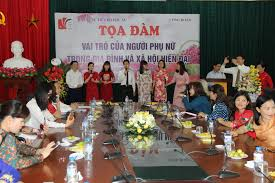 TỌA ĐÀM
VAI TRÒ CỦA NGƯỜI PHỤ NỮ
TRONG GIA ĐÌNH VÀ XÃ HỘI HIỆN ĐẠI